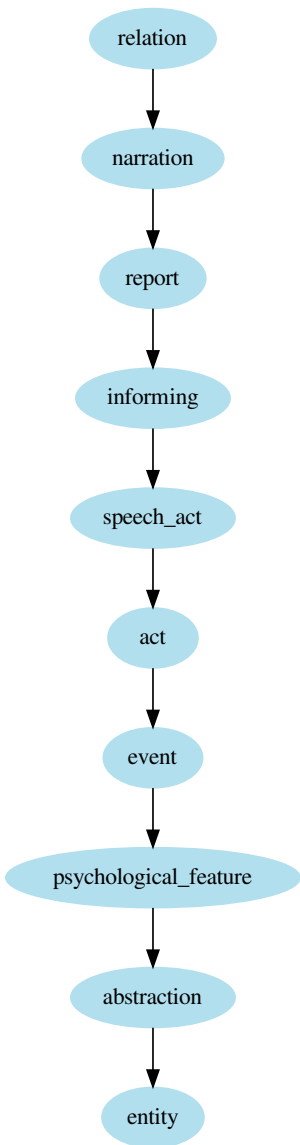 relation
narration
report
informing
speech_act
act
event
psychological_feature
abstraction
entity